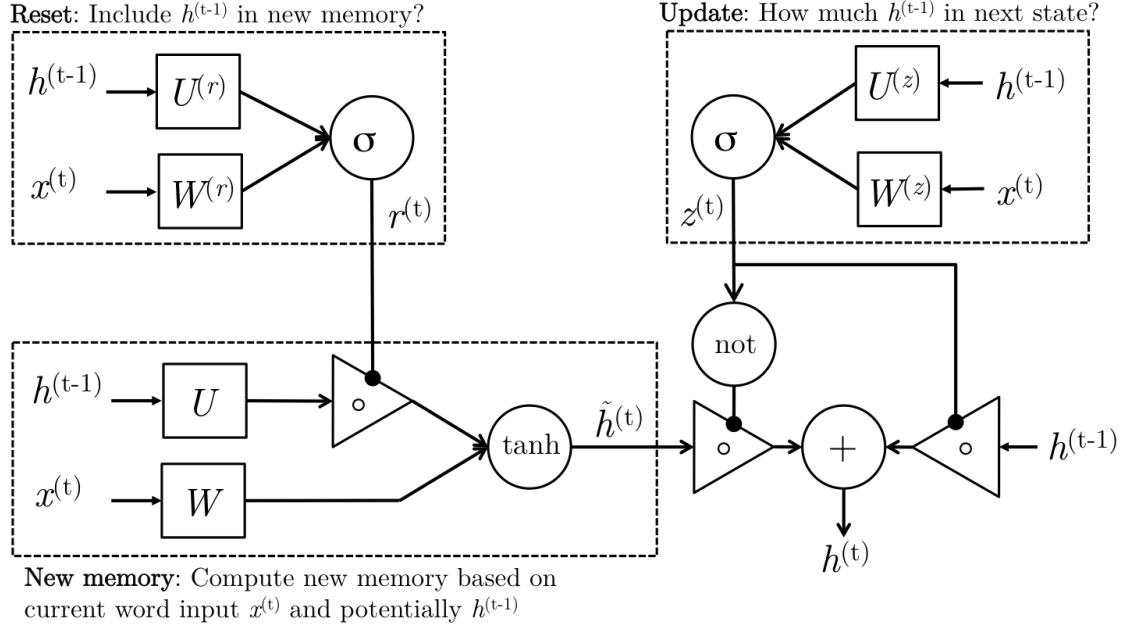 Reset: Include h(t-1) in new memory?
Update: How much h(t-1) in next state?
h(t-1)
U(r)
σ
x(t)
W(r)
r(t)
σ
U(z)
h(t-1)
W(z)
x(t)
z(t)
not
h(t-1)
U
∘
x(t)
W
tanh
h̃(t)
∘
+
∘
h(t-1)
h(t)
New memory: Compute new memory based on
current word input x(t) and potentially h(t-1)